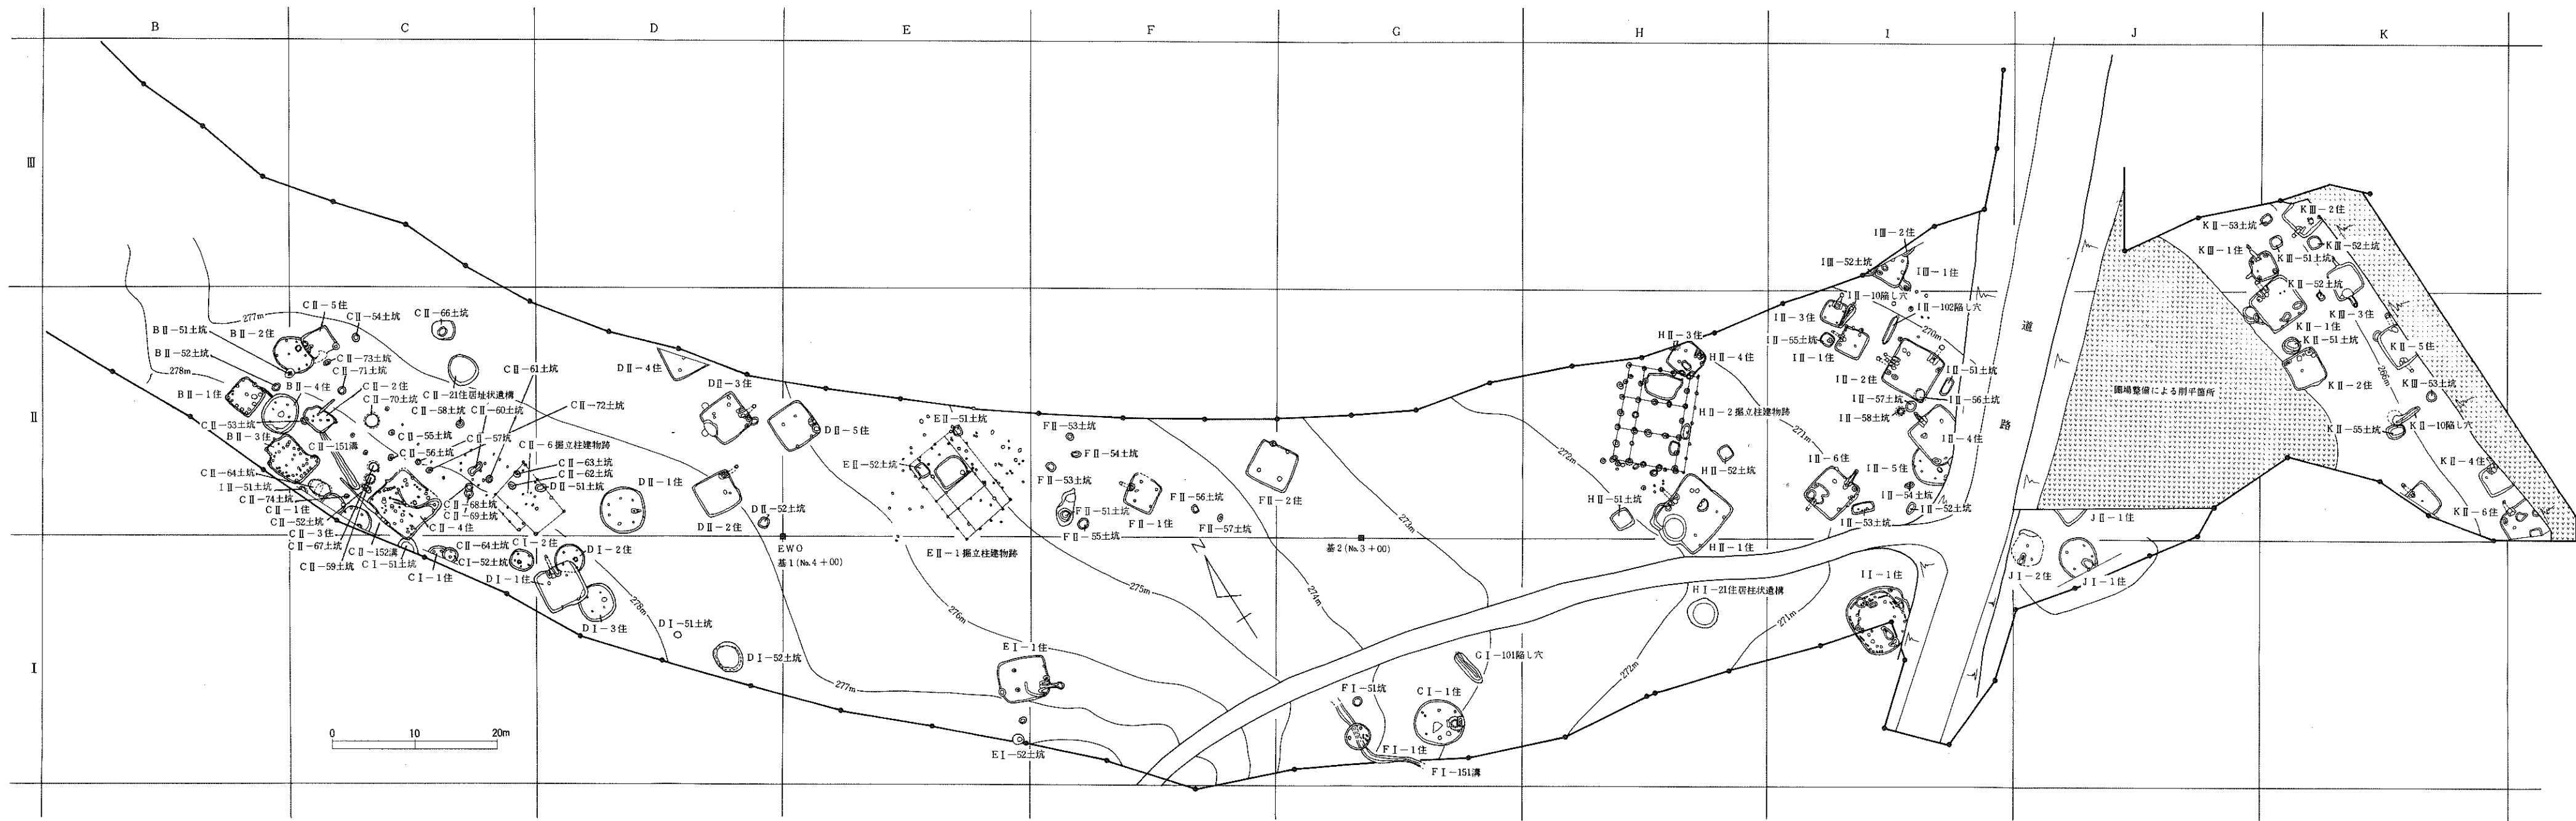 B
C
D
E
F
G
H
I
J
K
Ⅲ
Ⅱ
Ⅰ
277m
278m
BⅡ-51土坑
BⅡ-2住
BⅡ-52土坑
BⅡ-1住
BⅡ-4住
BⅡ-3住
CⅡ-5住
CⅡ-54土坑
CⅡ-66土坑
CⅡ-73土坑
CⅡ-71土坑
CⅡ-2住
CⅡ-70土坑
CⅡ-21住居址状遺構
CⅡ-61土坑
CⅡ-58土坑
CⅡ-60土坑
CⅡ-72土坑
CⅡ-53土坑
CⅡ-151溝
CⅡ-55土坑
CⅡ-57坑
CⅡ-56土坑
CⅡ-6掘立柱建物跡
CⅡ-63土坑
CⅡ-62土坑
CⅡ-64土坑
IⅡ-51土坑
CⅡ-74土坑
CⅡ-1住
CⅡ-52土坑
CⅡ-3住
CⅡ-67土坑
CⅡ-59土坑
CⅡ-152溝
CⅡ-68土坑
CⅡ-69土坑
CⅡ-4住
CⅠ-51土坑
CⅠ-1住
CⅡ-64土坑
CⅠ-52土坑
CⅠ-2住
DⅡ-51土坑
DⅡ-1住
DⅡ-4住
DⅡ-3住
DⅡ-5住
DⅡ-2住
DⅡ-52土坑
DⅠ-2住
DⅠ-1住
DⅠ-3住
278m
DⅠ-51土坑
DⅠ-52土坑
EWO
基1(No.4+00)
277m
EⅡ-51土坑
EⅡ-52土坑
EⅡ-1掘立柱建物跡
276m
EⅠ-1住
EⅠ-52土坑
FⅡ-53土坑
FⅡ-54土坑
FⅡ-53土坑
FⅡ-51土坑
FⅡ-55土坑
FⅡ-1住
FⅡ-56土坑
FⅡ-57土坑
FⅡ-2住
275m
N
274m
273m
基2(No.3+00)
FⅠ-51坑
CⅠ-1住
GⅠ-101陥し穴
FⅠ-1住
FⅠ-151溝
272m
HⅡ-3住
HⅡ-4住
HⅡ-2掘立柱建物跡
HⅡ-52土坑
HⅡ-51土坑
HⅡ-1住
HⅠ-21住居柱状遺構
272m
271m
271m
270m
IⅢ-2住
IⅢ-52土坑
IⅢ-1住
IⅡ-10陥し穴
IⅡ-102陥し穴
IⅡ-3住
IⅡ-55土坑
IⅡ-1住
IⅡ-51土坑
IⅡ-2住
IⅡ-57土坑
IⅡ-56土坑
IⅡ-58土坑
IⅡ-4住
IⅡ-6住
IⅡ-5住
IⅡ-54土坑
IⅡ-52土坑
IⅡ-53土坑
IⅠ-1住
道
路
圃場整備による削平箇所
JⅡ-1住
JⅠ-2住
JⅠ-1住
KⅢ-2住
KⅡ-53土坑
KⅢ-1住
KⅢ-52土坑
KⅢ-51土坑
KⅡ-52土坑
KⅢ-3住
KⅡ-1住
KⅡ-51土坑
KⅡ-5住
KⅡ-2住
266m
KⅢ-53土坑
KⅡ-10陥し穴
KⅡ-55土坑
KⅡ-4住
KⅡ-6住
0
10
20m